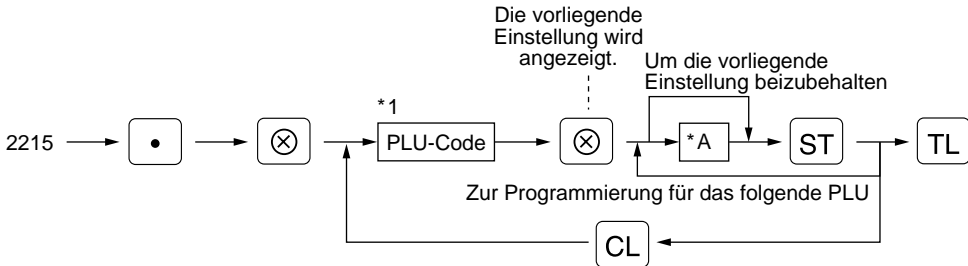 Die vorliegende
Einstellung wird
angezeigt.
Um die vorliegende
Einstellung beizubehalten
*1
2215
•
⊗
PLU-Code
⊗
*A
ST
TL
Zur Programmierung für das folgende PLU
CL